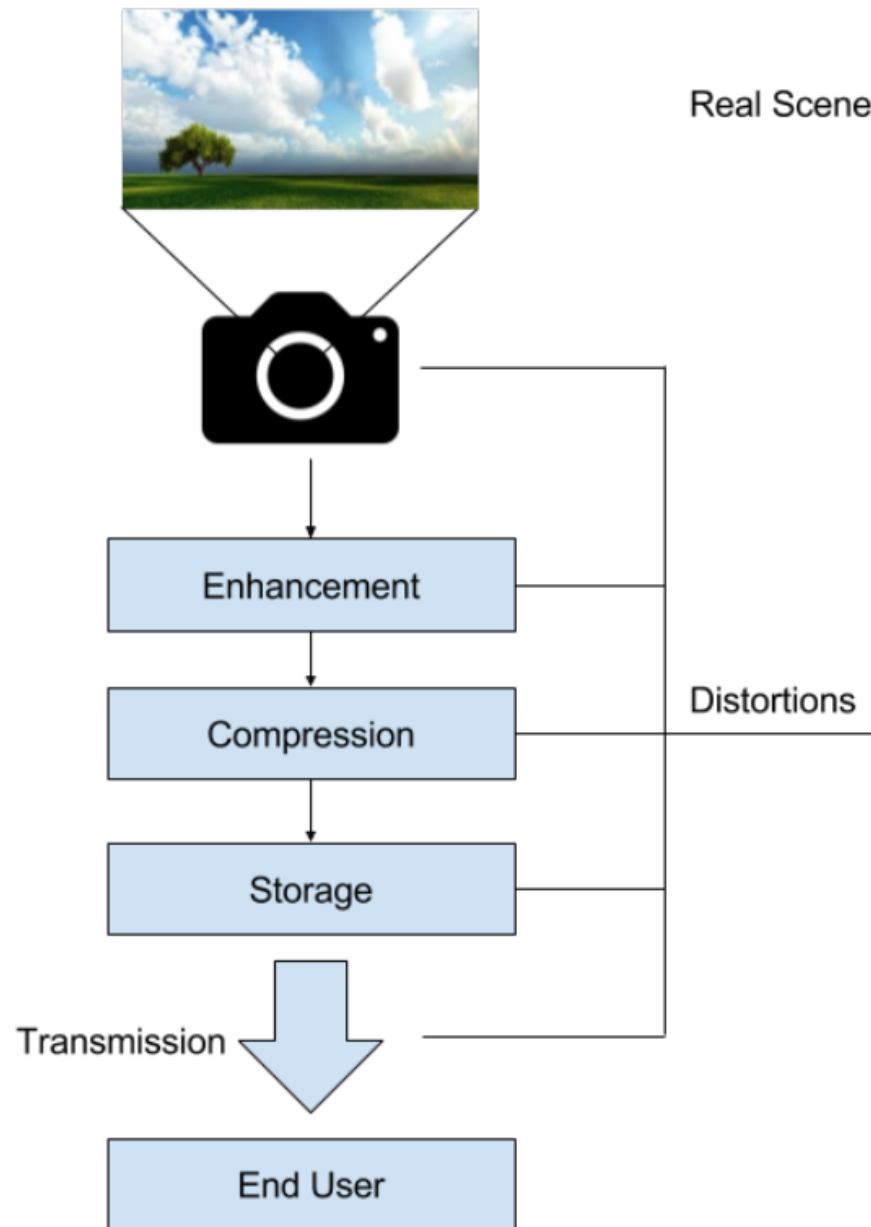 Real Scene
Enhancement
Distortions
Compression
Storage
Transmission
End User